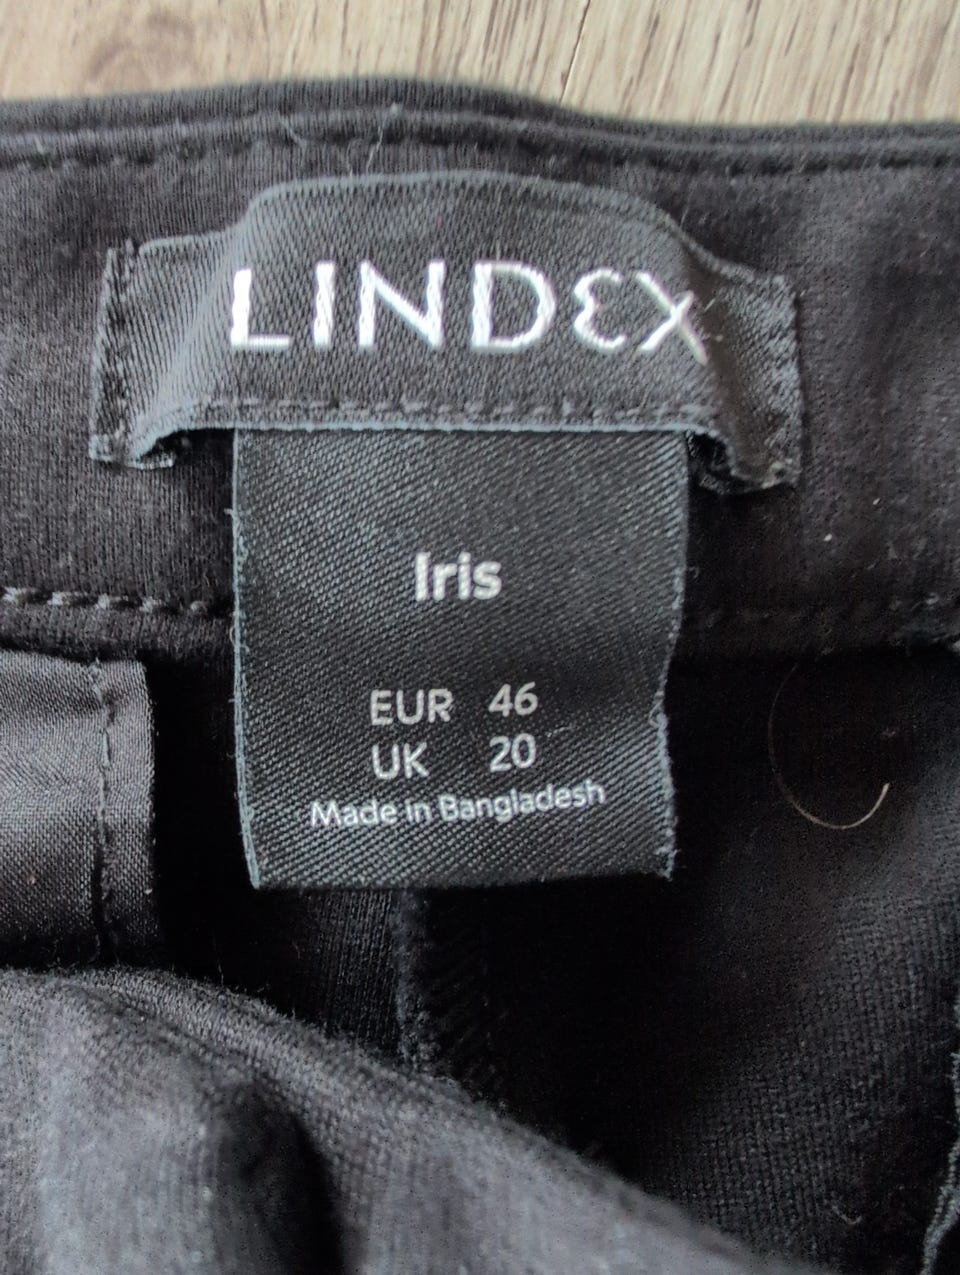 LINDEX
Iris
EUR 46
UK 20
Made in Bangladesh